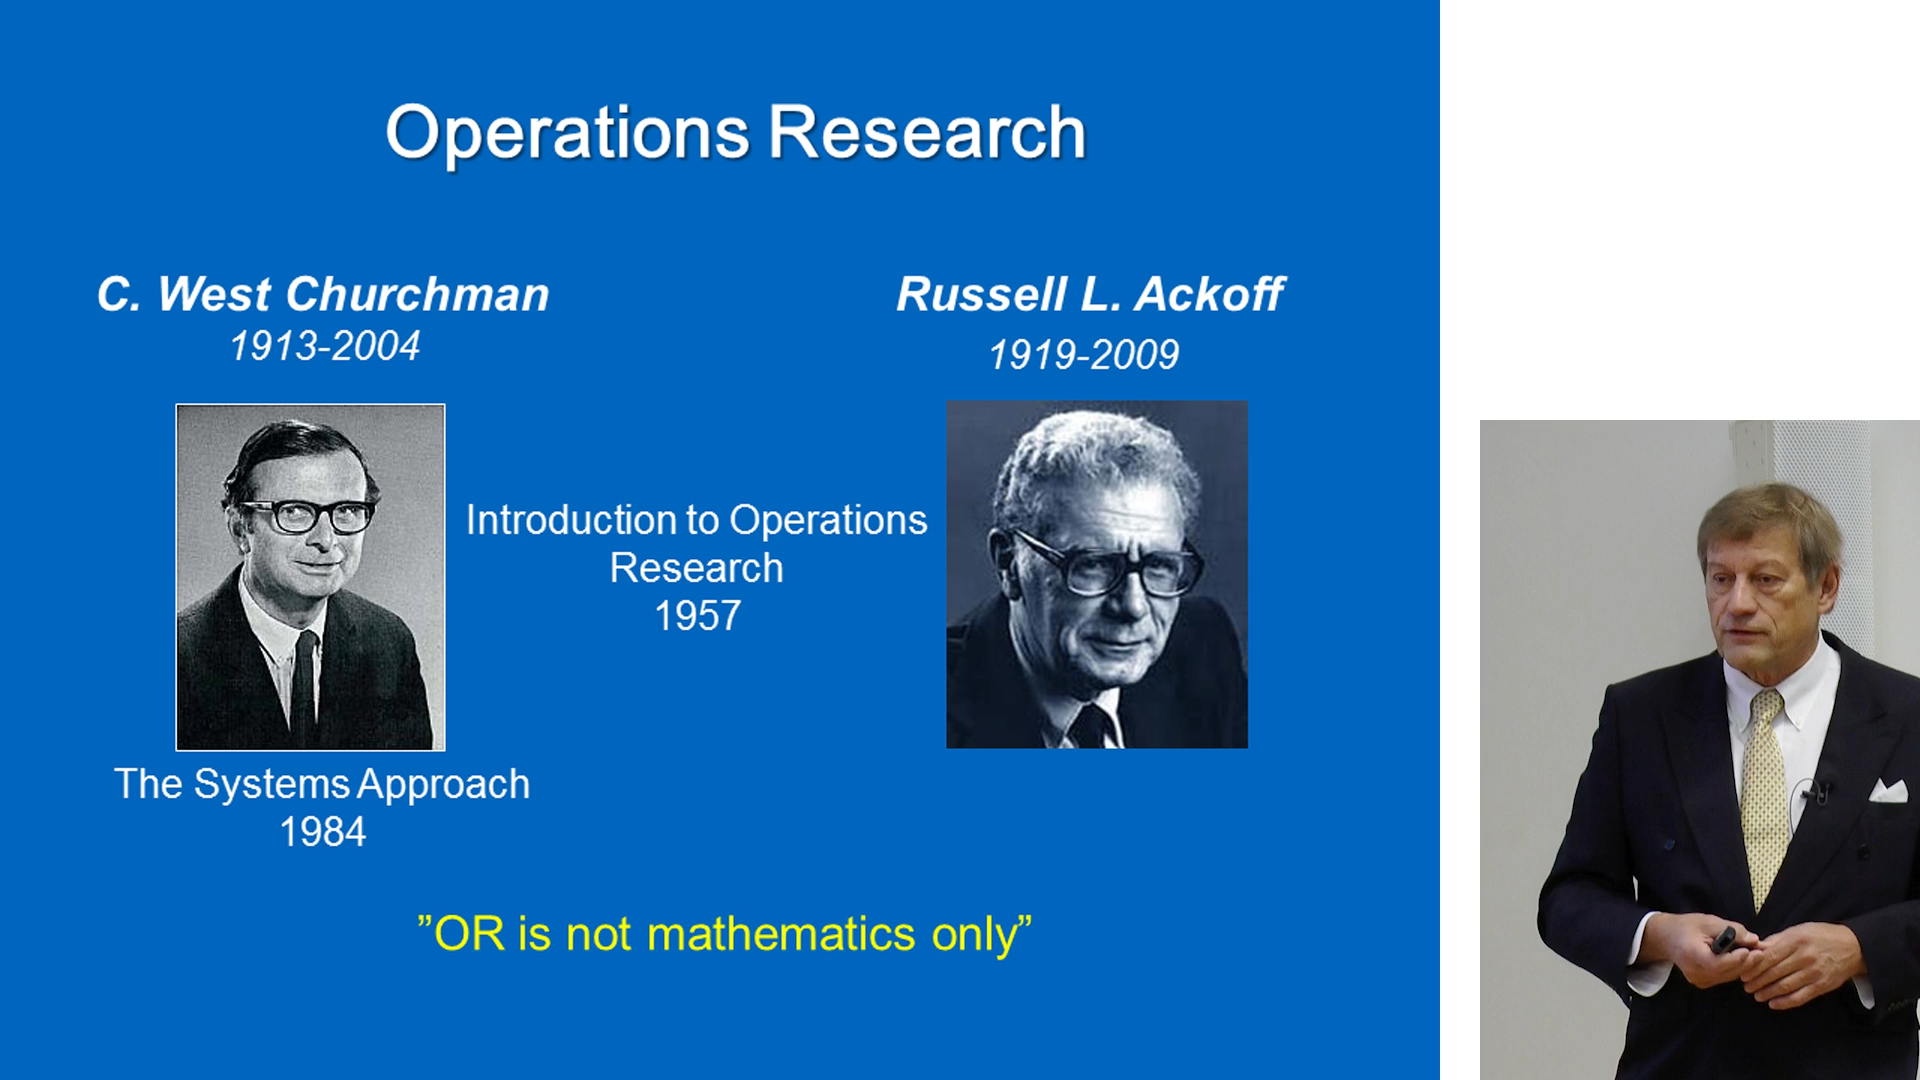 Operations Research
C. West Churchman
1913-2004
Russell L. Ackoff
1919-2009
Introduction to Operations
Research
1957
The Systems Approach
1984
”OR is not mathematics only”